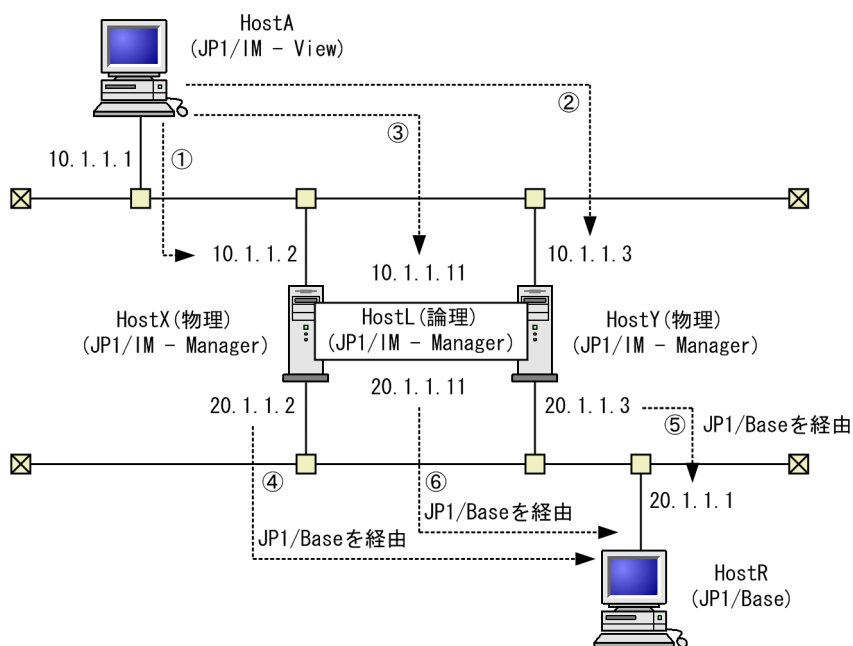 HostA
(JP1/IM － View)
②
③
10.1.1.1
①
10.1.1.2
10.1.1.3
10.1.1.11
HostX(物理)
(JP1/IM － Manager)
HostL(論理)
(JP1/IM － Manager)
HostY(物理)
(JP1/IM － Manager)
20.1.1.2
20.1.1.11
20.1.1.3
⑤
JP1/Baseを経由
④
⑥
20.1.1.1
JP1/Baseを経由
JP1/Baseを経由
HostR
(JP1/Base)